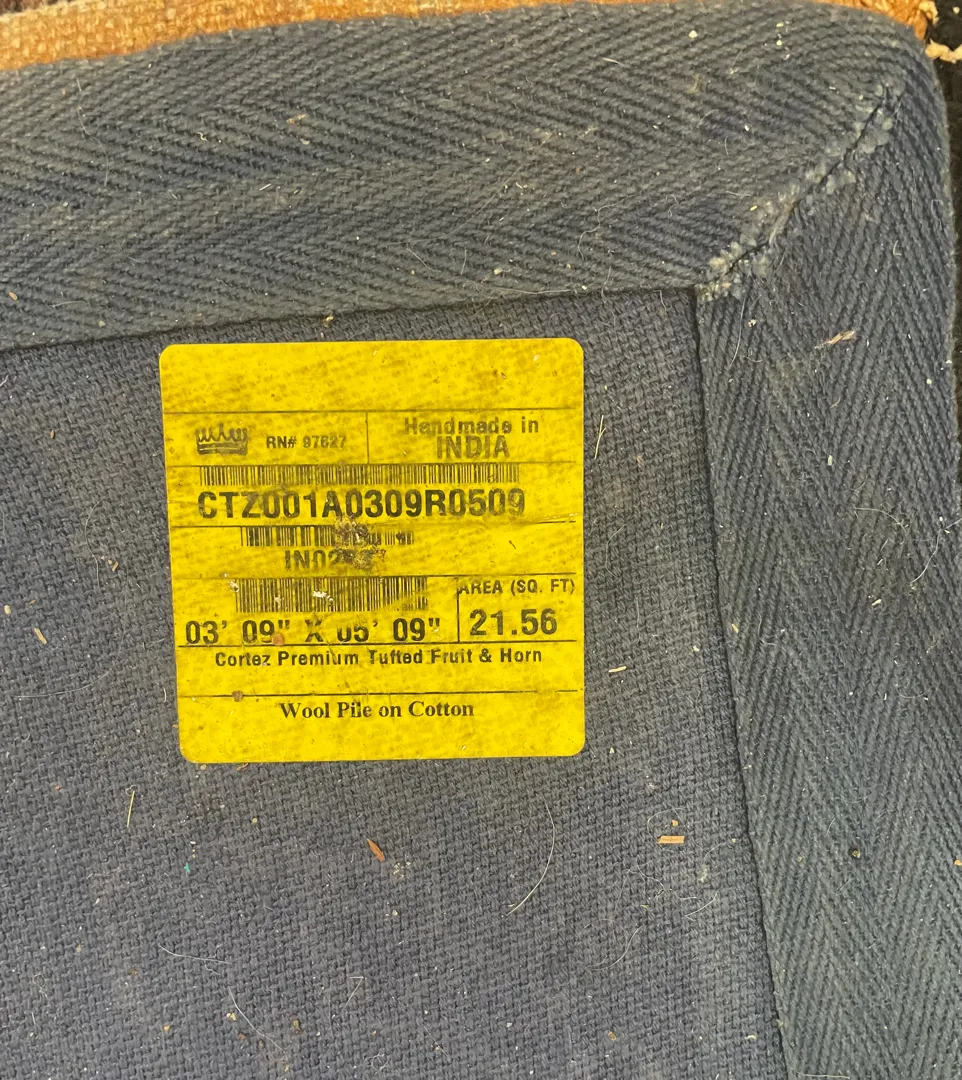 RN# 97627
Handmade in
INDIA
CTZ001A0309R0509
03' 09" X 05' 09"
AREA (SQ. FT)
21.56
Cortez Premium Tufted Fruit & Horn
Wool Pile on Cotton